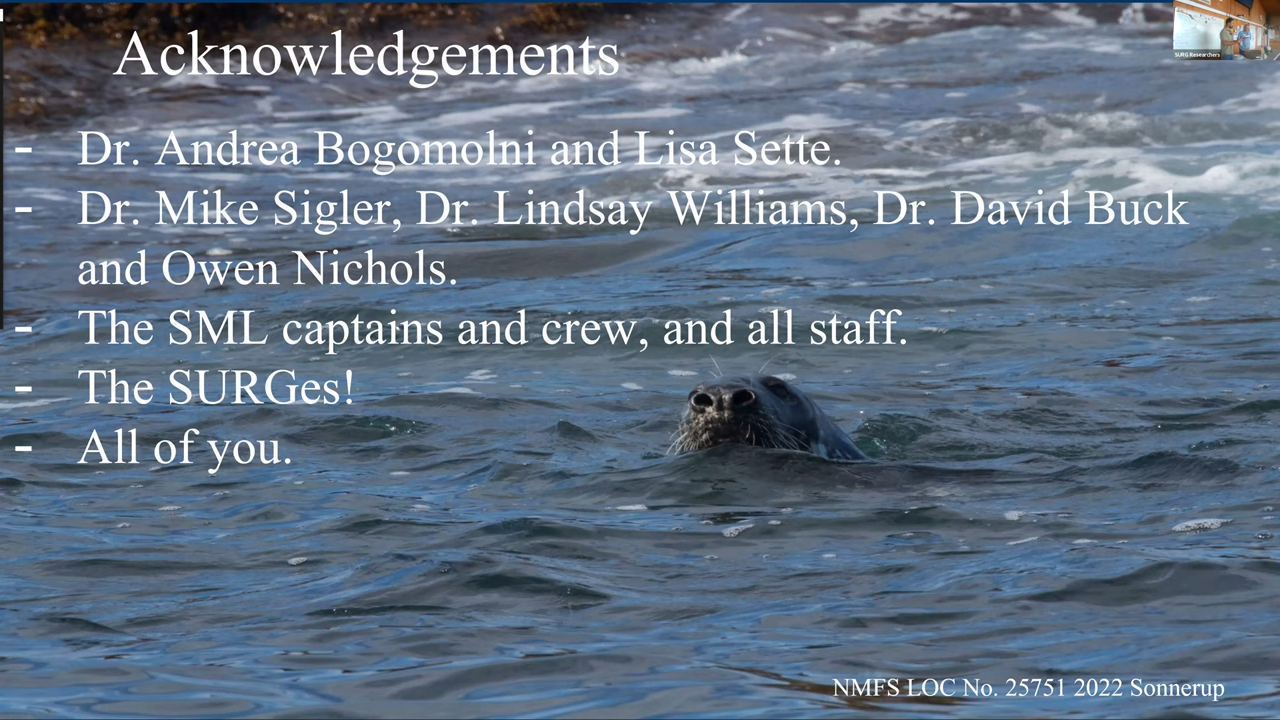 Acknowledgements
- Dr. Andrea Bogomolni and Lisa Sette.
- Dr. Mike Sigler, Dr. Lindsay Williams, Dr. David Buck
and Owen Nichols.
- The SML captains and crew, and all staff.
- The SURGes!
- All of you.
NMFS LOC No. 25751 2022 Sonnerup
SURG Researchers